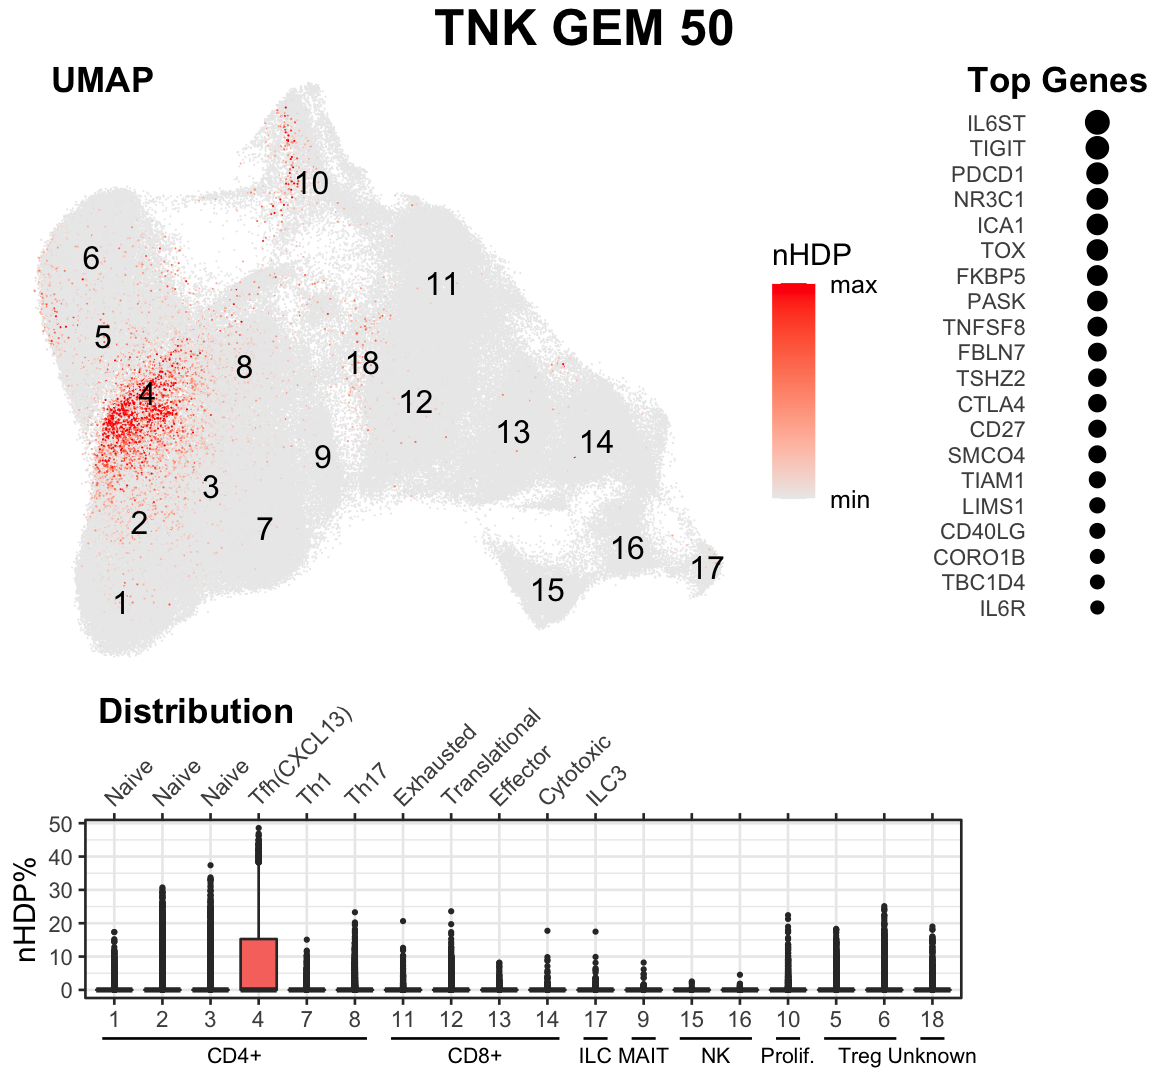 TNK GEM 50
UMAP
1
2
3
4
5
6
7
8
9
10
11
12
13
14
15
16
17
18
nHDP
max
min
Top Genes
IL6ST
TIGIT
PDCD1
NR3C1
ICA1
TOX
FKBP5
PASK
TNFSF8
FBLN7
TSHZ2
CTLA4
CD27
SMCO4
TIAM1
LIMS1
CD40LG
CORO1B
TBC1D4
IL6R
Distribution
Naive Naive Naive Tfh(CXCL13) Th1 Th17 Exhausted Translational Effector Cytotoxic ILC3
nHDP%
50
40
30
20
10
0
1 2 3 4 7 8 11 12 13 14 17 9 15 16 10 5 6 18
CD4+ CD8+ ILC MAIT NK Prolif. Treg Unknown